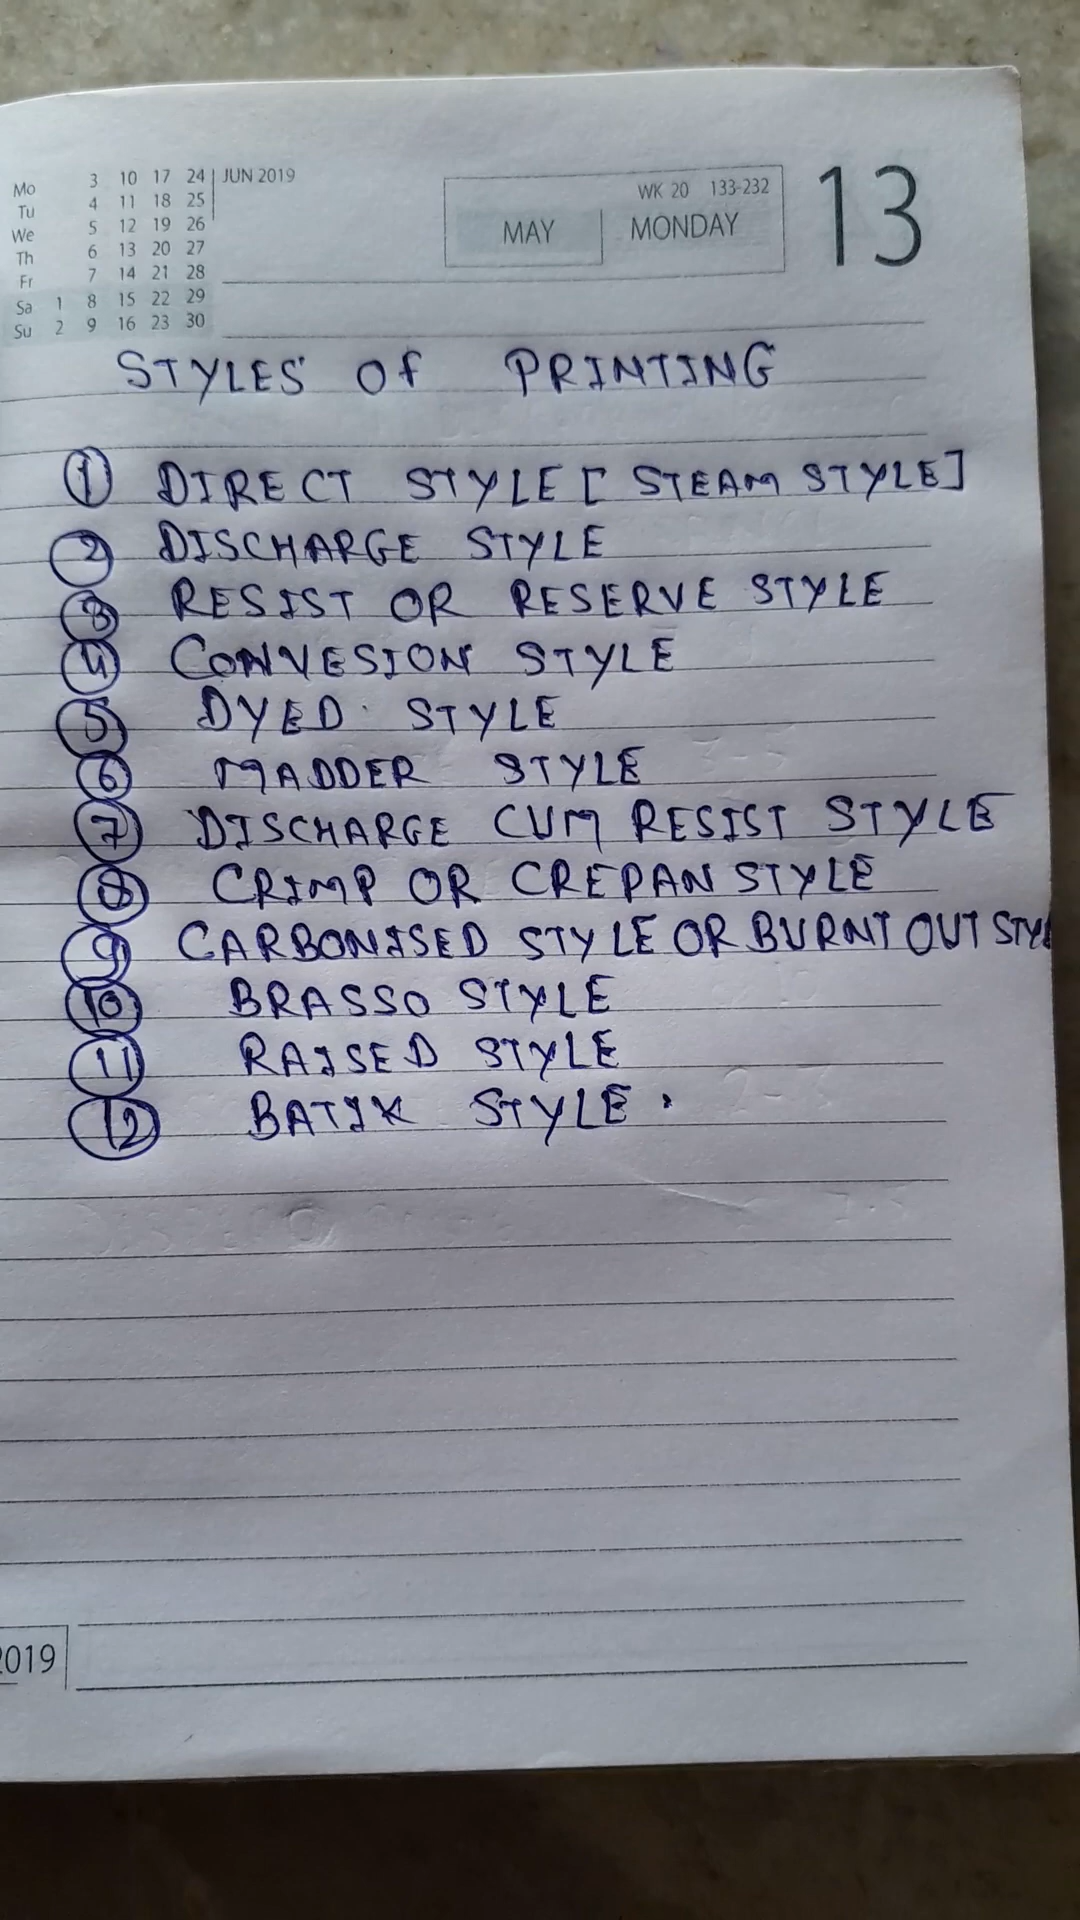 Mo 3 10 17 24 JUN 2019
Tu 4 11 18 25
We 5 12 19 26
Th 6 13 20 27
Fr 7 14 21 28
Sa 1 8 15 22 29
Su 2 9 16 23 30
WK 20 133-232
MAY MONDAY
13
STYLES OF PRINTING
1 DIRECT STYLE [STEAM STYLE]
2 DISCHARGE STYLE
3 RESIST OR RESERVE STYLE
4 CONVESION STYLE
5 DYED STYLE
6 MADDER STYLE
7 DISCHARGE CUM RESIST STYLE
8 CRIMP OR CREPAN STYLE
9 CARBONISED STYLE OR BURNT OUT STYL
10 BRASSO STYLE
11 RAISED STYLE
12 BATIK STYLE.
2019